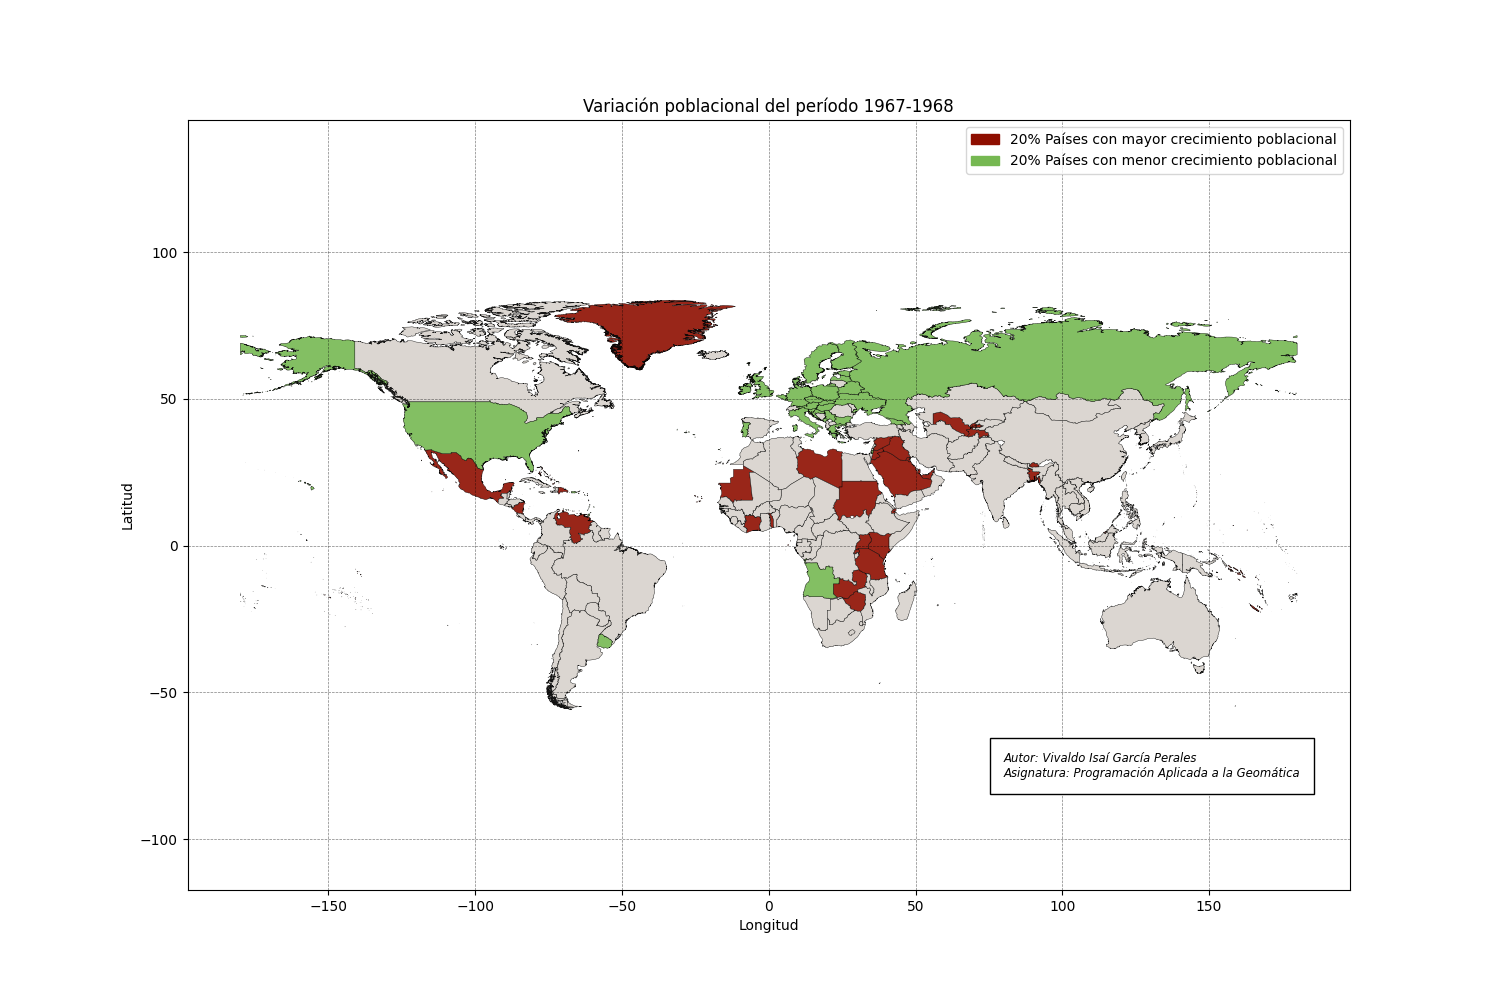 Variación poblacional del período 1967-1968
20% Países con mayor crecimiento poblacional
20% Países con menor crecimiento poblacional
100
50
0
−50
−100
Latitud
Autor: Vivaldo Isaí García Perales
Asignatura: Programación Aplicada a la Geomática
−150
−100
−50
0
50
100
150
Longitud